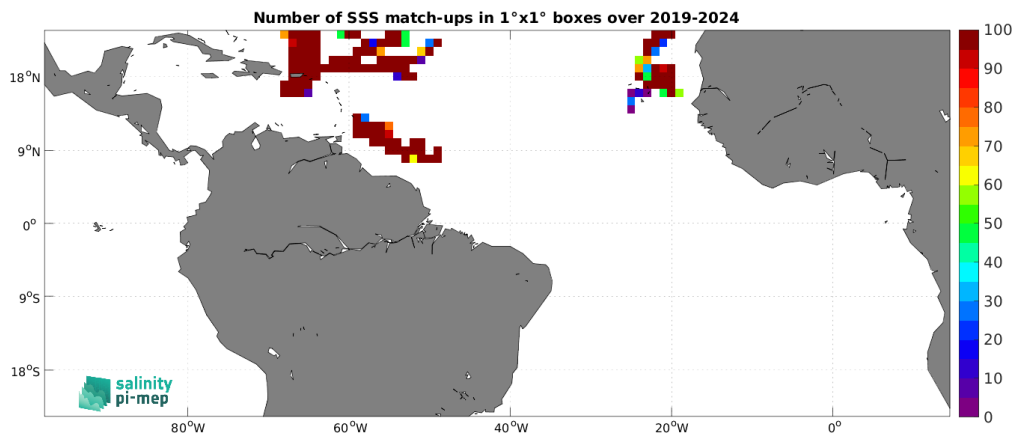 Number of SSS match-ups in 1°x1° boxes over 2019-2024
100
90
80
70
60
50
40
30
20
10
0
18°N
9°N
0°
9°S
18°S
80°W
60°W
40°W
20°W
0°
salinity
pi-mep